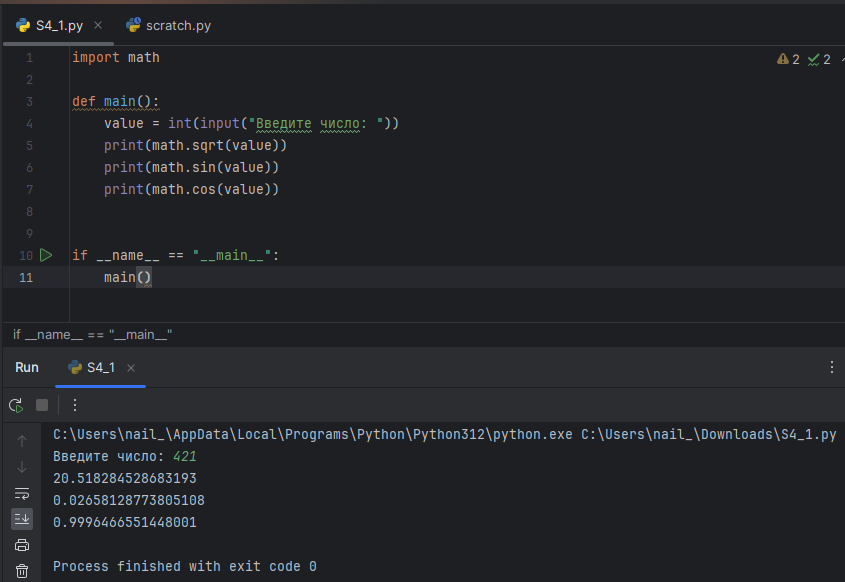 S4_1.py
scratch.py
1 import math
2 2
2
3 def main():
4     value = int(input("Введите число: "))
5     print(math.sqrt(value))
6     print(math.sin(value))
7     print(math.cos(value))
8
9
10 if __name__ == "__main__":
11     main()
if __name__ == "__main__"
Run S4_1
C:\Users\nail_\AppData\Local\Programs\Python\Python312\python.exe C:\Users\nail_\Downloads\S4_1.py
Введите число: 421
20.518284528683193
0.02658128773805108
0.9996466551448001
Process finished with exit code 0